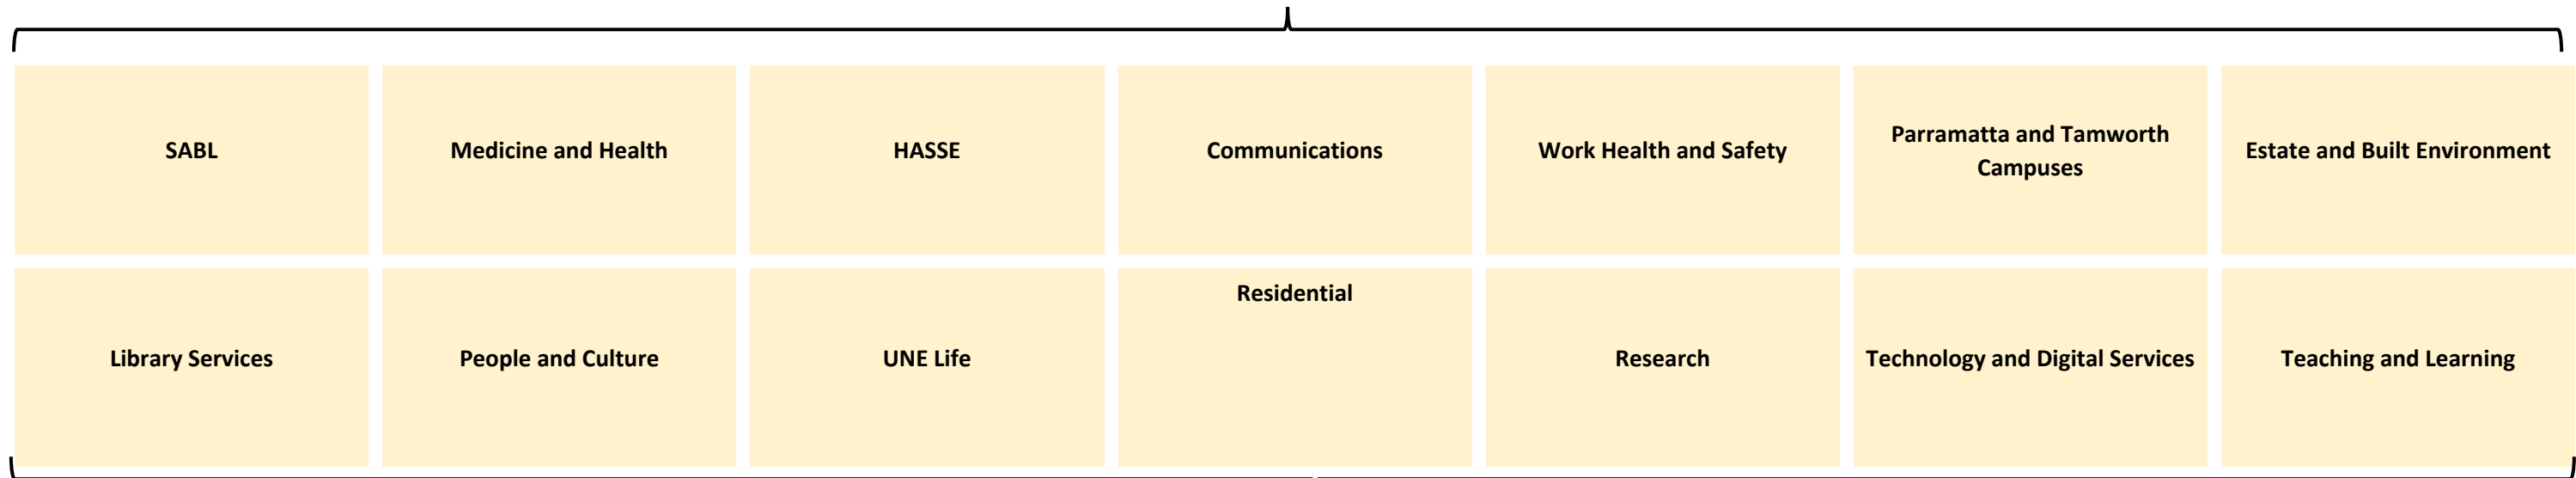 SABL
Medicine and Health
HASSE
Communications
Work Health and Safety
Parramatta and Tamworth
Campuses
Estate and Built Environment
Library Services
People and Culture
UNE Life
Residential
Research
Technology and Digital Services
Teaching and Learning